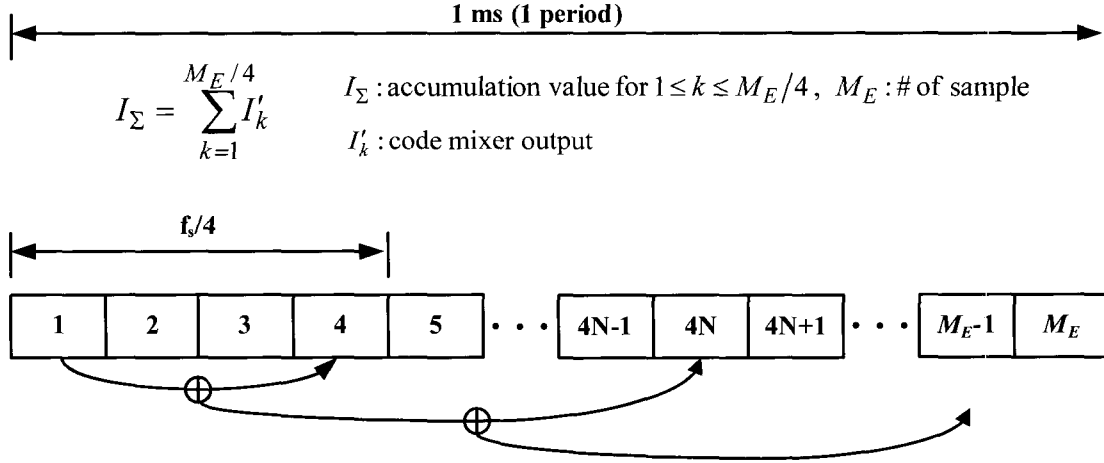 1 ms (1 period)
I_Σ = \sum_{k=1}^{M_E/4} I'_k
I_Σ : accumulation value for 1 ≤ k ≤ M_E/4 , M_E : # of sample
I'_k : code mixer output
f_s/4
1 2 3 4 5 · · · 4N-1 4N 4N+1 · · · M_E-1 M_E